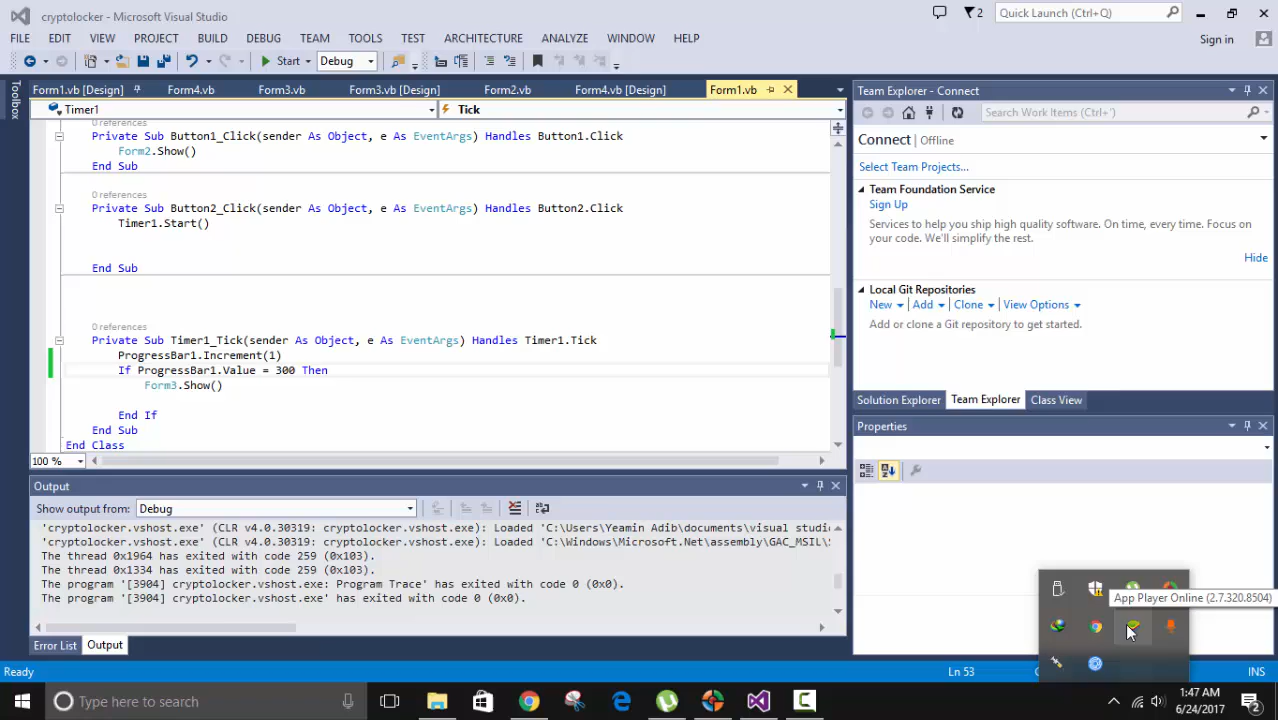 cryptolocker - Microsoft Visual Studio
2
Quick Launch (Ctrl+Q)
FILE EDIT VIEW PROJECT BUILD DEBUG TEAM TOOLS TEST ARCHITECTURE ANALYZE WINDOW HELP
Sign in
Start Debug
Toolbox
Form1.vb [Design] Form4.vb Form3.vb Form3.vb [Design] Form2.vb Form4.vb [Design] Form1.vb
Timer1 Tick
0 references
Private Sub Button1_Click(sender As Object, e As EventArgs) Handles Button1.Click
Form2.Show()
End Sub
0 references
Private Sub Button2_Click(sender As Object, e As EventArgs) Handles Button2.Click
Timer1.Start()
End Sub
0 references
Private Sub Timer1_Tick(sender As Object, e As EventArgs) Handles Timer1.Tick
ProgressBar1.Increment(1)
If ProgressBar1.Value = 300 Then
Form3.Show()
End If
End Sub
End Class
100 %
Output
Show output from: Debug
'cryptolocker.vshost.exe' (CLR v4.0.30319: cryptolocker.vshost.exe): Loaded 'C:\Users\Yeamin Adib\documents\visual studi
'cryptolocker.vshost.exe' (CLR v4.0.30319: cryptolocker.vshost.exe): Loaded 'C:\Windows\Microsoft.Net\assembly\GAC_MSIL\
The thread 0x1964 has exited with code 259 (0x103).
The thread 0x1334 has exited with code 259 (0x103).
The program '[3904] cryptolocker.vshost.exe: Program Trace' has exited with code 0 (0x0).
The program '[3904] cryptolocker.vshost.exe' has exited with code 0 (0x0).
Error List Output
Team Explorer - Connect
Search Work Items (Ctrl+')
Connect | Offline
Select Team Projects...
Team Foundation Service
Sign Up
Services to help you ship high quality software. On time, every time. Focus on
your code. We'll simplify the rest.
Hide
Local Git Repositories
New Add Clone View Options
Add or clone a Git repository to get started.
Solution Explorer Team Explorer Class View
Properties
App Player Online (2.7.320.8504)
Ready
Ln 53
INS
Type here to search
1:47 AM
6/24/2017
2